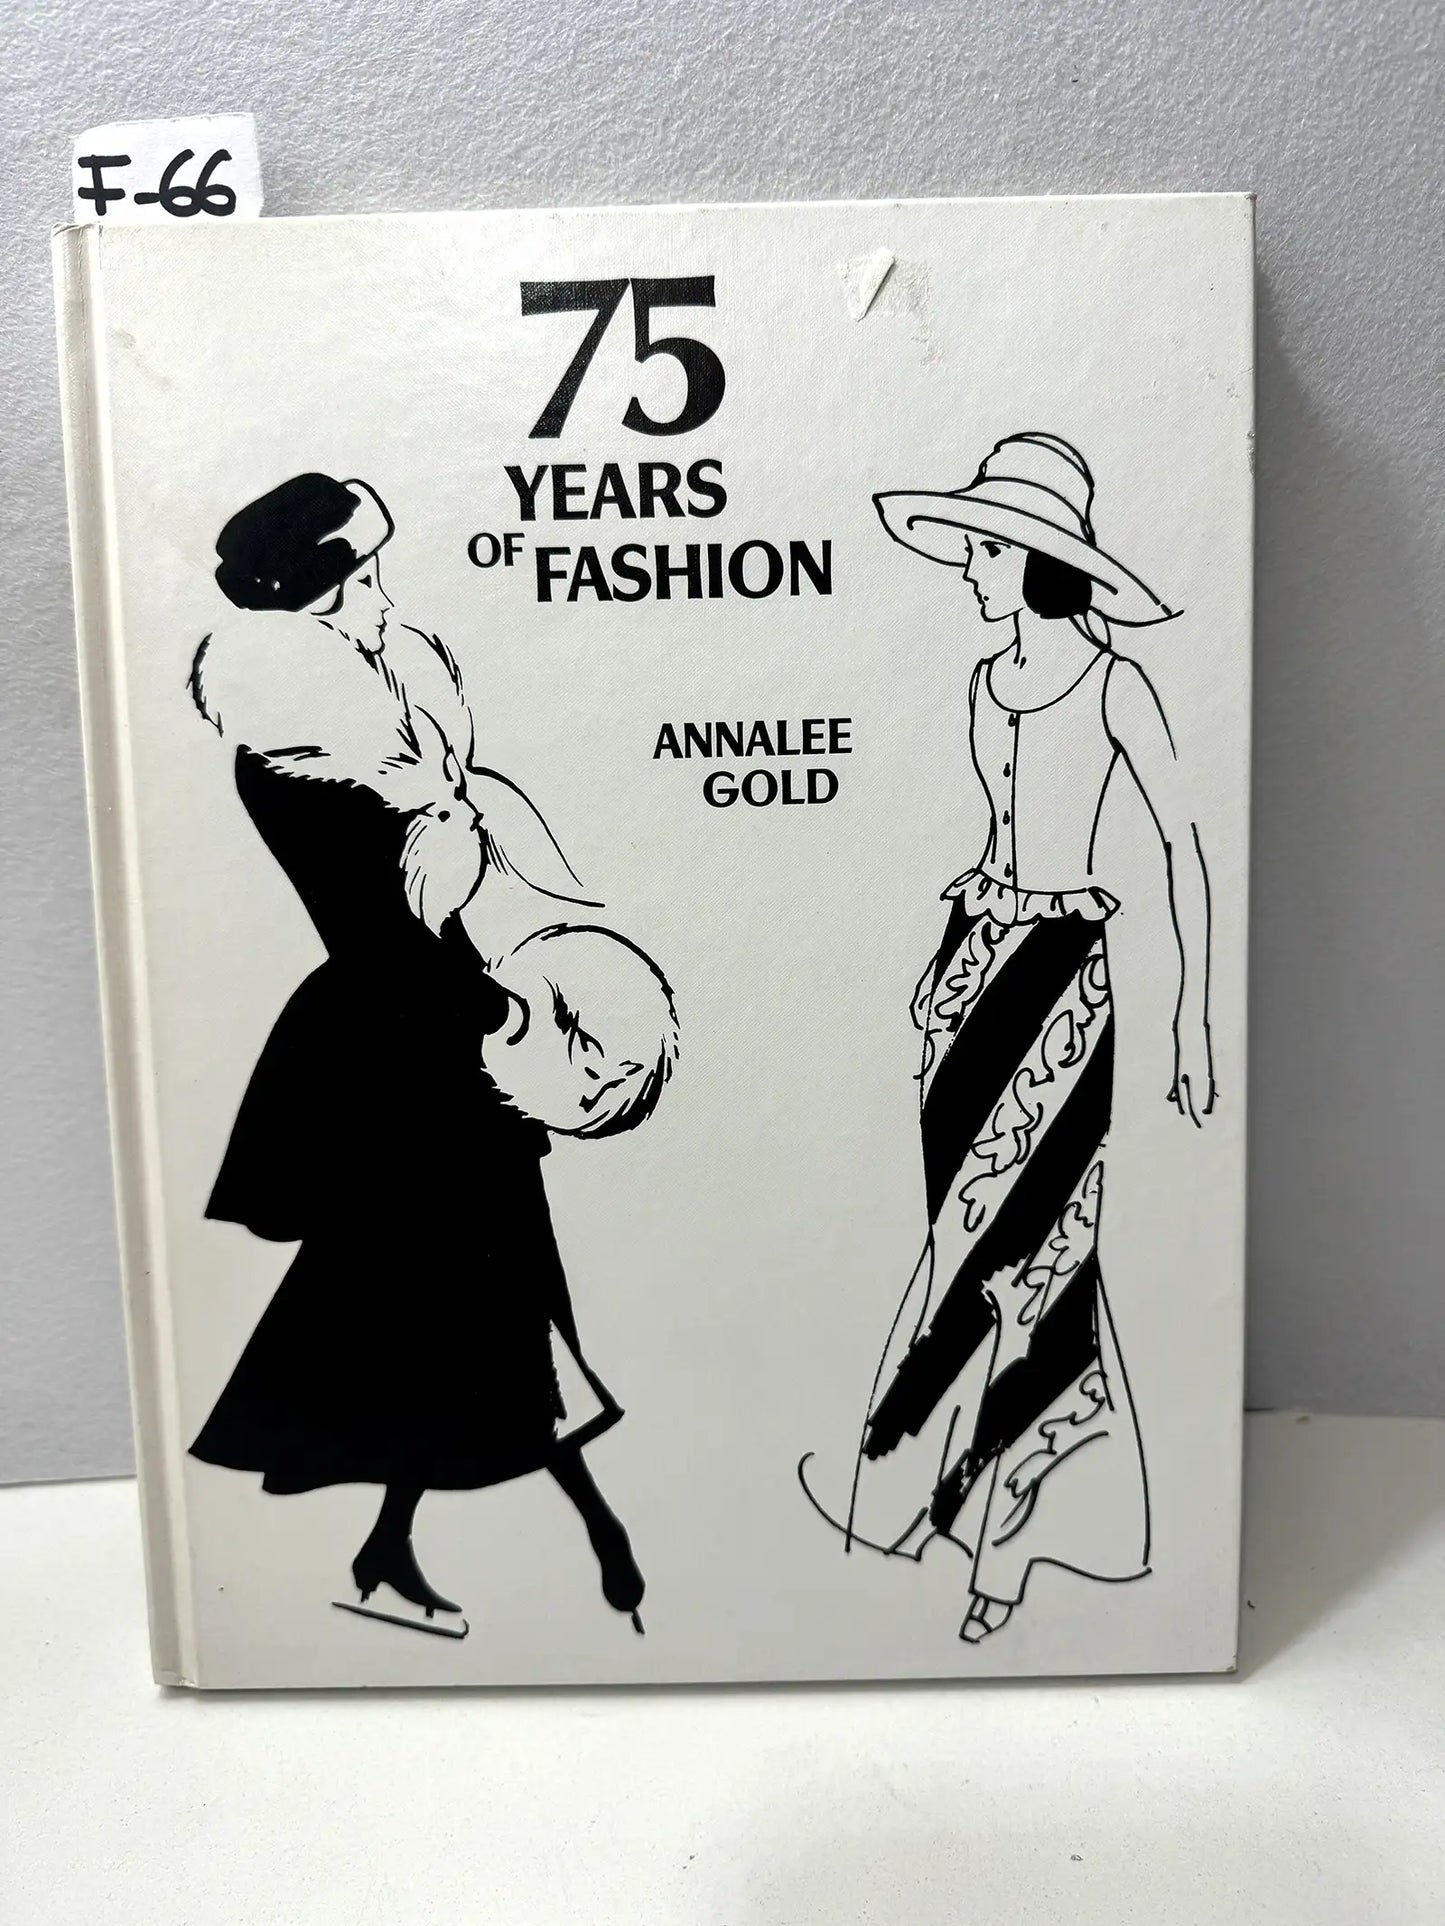 F-66
75
YEARS
OF FASHION
ANNALEE
GOLD